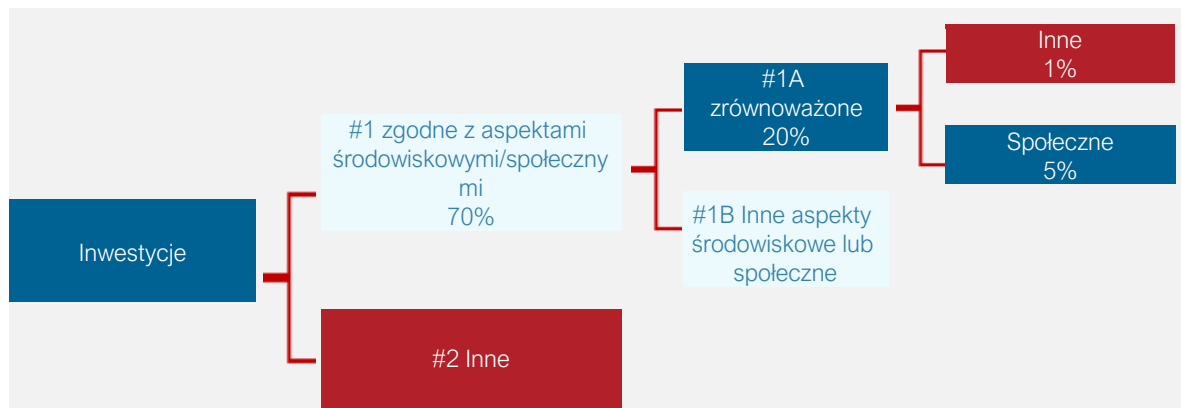 Inwestycje
#1 zgodne z aspektami
środowiskowymi/społeczny
mi
70%
#2 Inne
#1A
zrównoważone
20%
#1B Inne aspekty
środowiskowe lub
społeczne
Inne
1%
Społeczne
5%